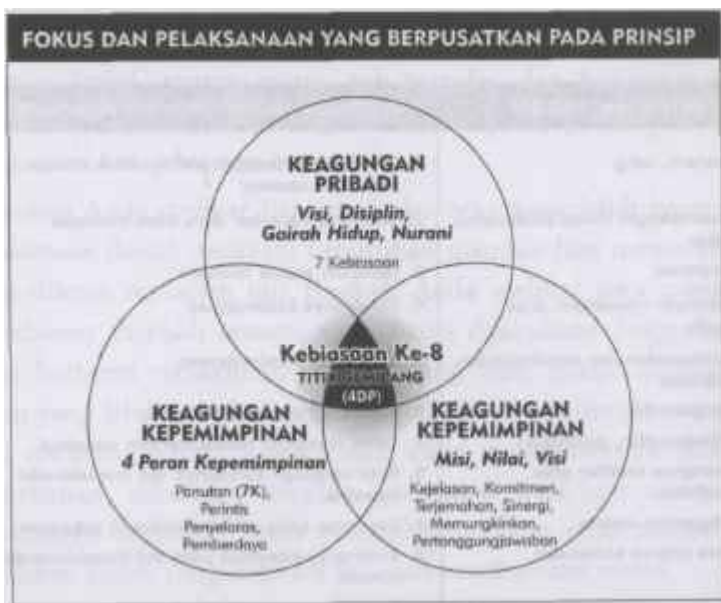 FOKUS DAN PELAKSANAAN YANG BERPUSATKAN PADA PRINSIP
KEAGUNGAN
PRIBADI
Visi, Disiplin,
Gairah Hidup, Nurani
7 Kebiasaan
Kebiasaan Ke-8
TITIK
(4DP)
KEAGUNGAN
KEPEMIMPINAN
4 Peran Kepemimpinan
Panutan (7K),
Perintis
Penyelaras,
Pemberdaya
KEAGUNGAN
KEPEMIMPINAN
Misi, Nilai, Visi
Kejelasan, Komitmen,
Terjemahan, Sinergi,
Memungkinkan,
Pertanggungjawaban